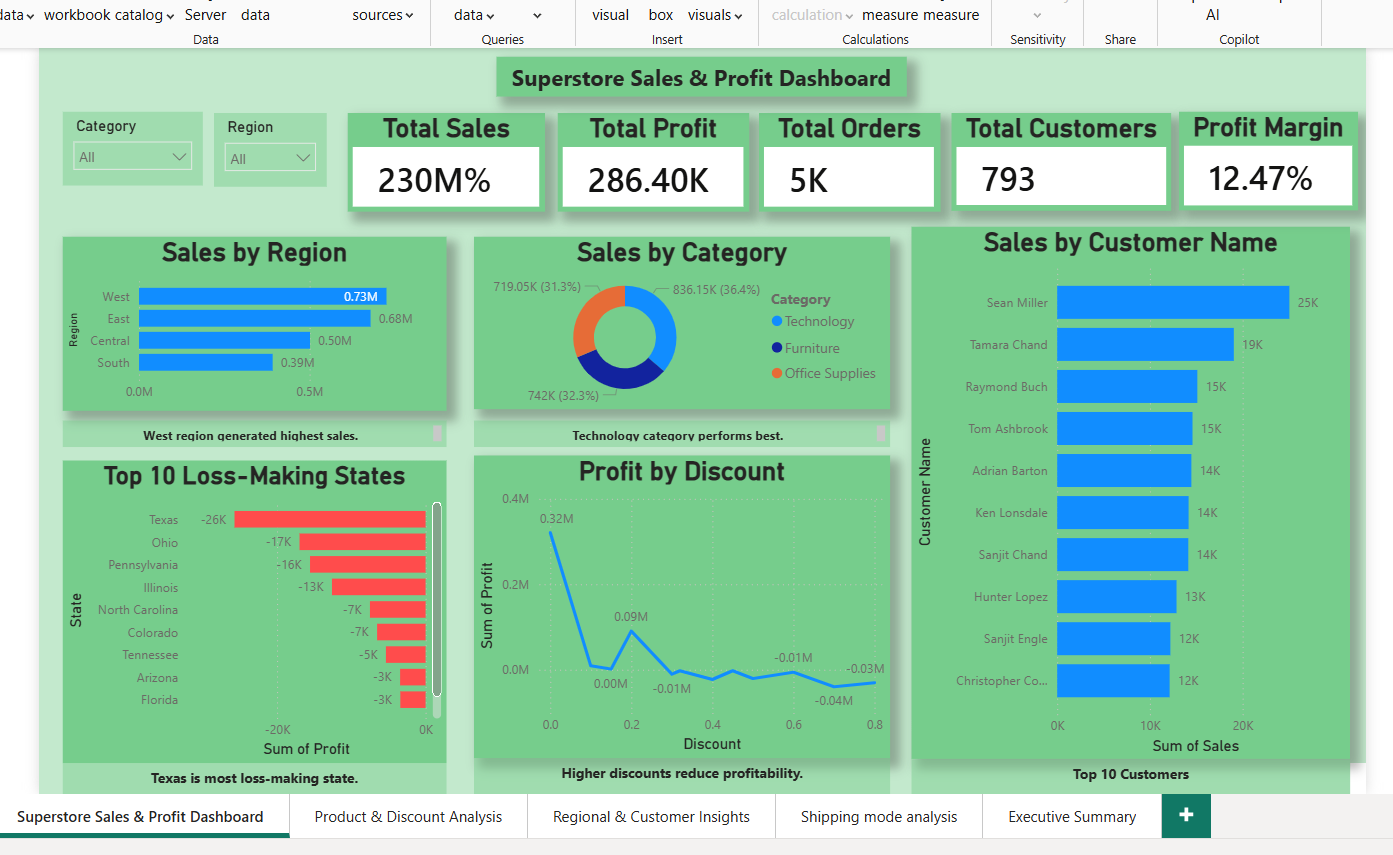 data
workbook catalog
Server
data
sources
data
visual
box
visuals
calculation
measure measure
AI
Data
Queries
Insert
Calculations
Sensitivity
Share
Copilot
Superstore Sales & Profit Dashboard
Category
All
Region
All
Total Sales
230M%
Total Profit
286.40K
Total Orders
5K
Total Customers
793
Profit Margin
12.47%
Sales by Region
Region
West 0.73M
East 0.68M
Central 0.50M
South 0.39M
0.0M 0.5M
West region generated highest sales.
Sales by Category
719.05K (31.3%)
836.15K (36.4%)
742K (32.3%)
Category
Technology
Furniture
Office Supplies
Technology category performs best.
Sales by Customer Name
Customer Name
Sean Miller 25K
Tamara Chand 19K
Raymond Buch 15K
Tom Ashbrook 15K
Adrian Barton 14K
Ken Lonsdale 14K
Sanjit Chand 14K
Hunter Lopez 13K
Sanjit Engle 12K
Christopher Co... 12K
0K 10K 20K
Sum of Sales
Top 10 Customers
Top 10 Loss-Making States
State
Texas -26K
Ohio -17K
Pennsylvania -16K
Illinois -13K
North Carolina -7K
Colorado -7K
Tennessee -5K
Arizona -3K
Florida -3K
-20K 0K
Sum of Profit
Texas is most loss-making state.
Profit by Discount
Sum of Profit
0.4M
0.2M
0.0M
0.32M
0.00M
0.09M
-0.01M
-0.01M
-0.04M
-0.03M
0.0 0.2 0.4 0.6 0.8
Discount
Higher discounts reduce profitability.
Superstore Sales & Profit Dashboard
Product & Discount Analysis
Regional & Customer Insights
Shipping mode analysis
Executive Summary